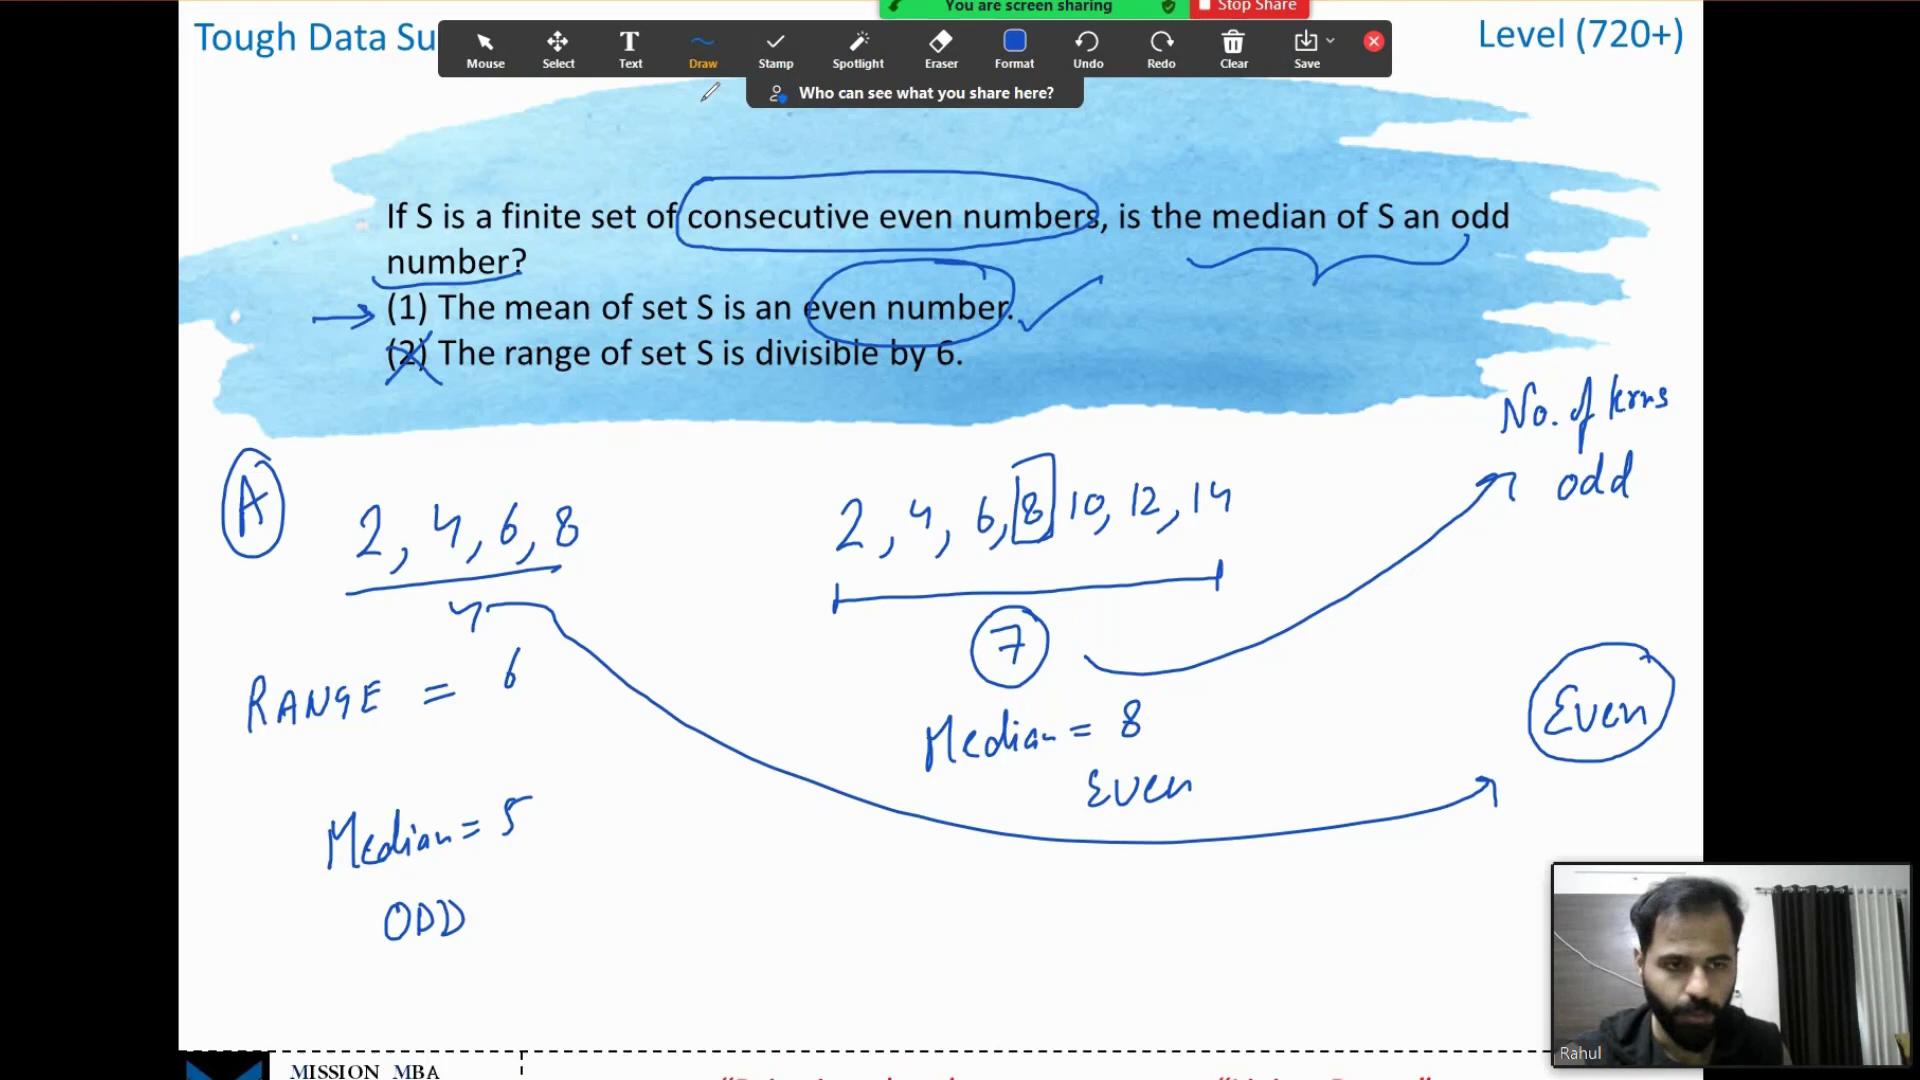 You are screen sharing Stop Share
Tough Data Su Level (720+)
Mouse Select Text Draw Stamp Spotlight Eraser Format Undo Redo Clear Save
Who can see what you share here?
If S is a finite set of consecutive even numbers, is the median of S an odd
number?
(1) The mean of set S is an even number.
(2) The range of set S is divisible by 6.
No. of
odd
A
2, 4, 6, 8
2, 4, 6, 8, 10, 12, 14
4
7
RANGE = 6
Median = 8
Even
Even
Median = 5
ODD
Rahul
MISSION MBA